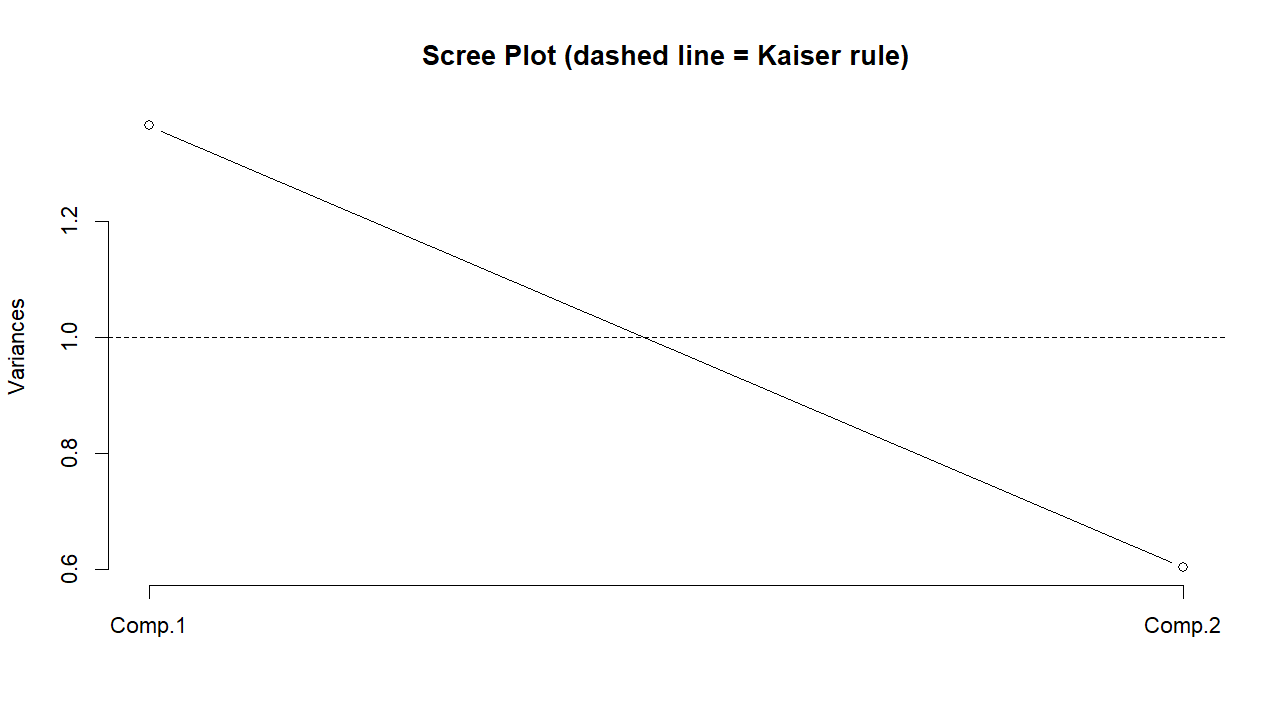 Scree Plot (dashed line = Kaiser rule)
Variances
1.2
1.0
0.8
0.6
Comp.1
Comp.2